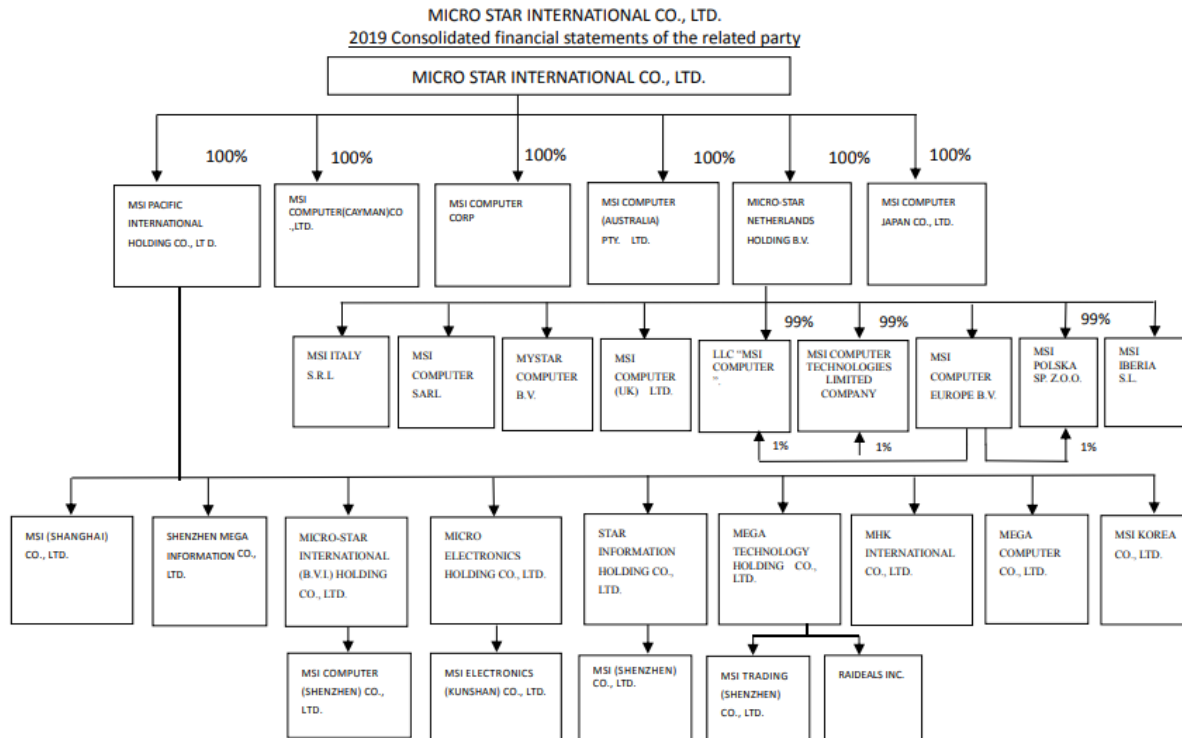 MICRO STAR INTERNATIONAL CO., LTD.
2019 Consolidated financial statements of the related party
MICRO STAR INTERNATIONAL CO., LTD.
100%
100%
100%
100%
100%
100%
MSI PACIFIC
INTERNATIONAL
HOLDING CO., LT D.
MSI
COMPUTER(CAYMAN)CO
.,LTD.
MSI COMPUTER
CORP
MSI COMPUTER
(AUSTRALIA)
PTY. LTD.
MICRO-STAR
NETHERLANDS
HOLDING B.V.
MSI COMPUTER
JAPAN CO., LTD.
99%
99%
99%
MSI ITALY
S.R.L
MSI
COMPUTER
SARL
MYSTAR
COMPUTER
B.V.
MSI
COMPUTER
(UK) LTD.
LLC “MSI
COMPUTER
”.
MSI COMPUTER
TECHNOLOGIES
LIMITED
COMPANY
MSI
COMPUTER
EUROPE B.V.
MSI
POLSKA
SP. Z.O.O.
MSI
IBERIA
S.L.
1%
1%
1%
MSI (SHANGHAI)
CO., LTD.
SHENZHEN MEGA
INFORMATION CO.,
LTD.
MICRO-STAR
INTERNATIONAL
(B.V.I.) HOLDING
CO., LTD.
MICRO
ELECTRONICS
HOLDING CO., LTD.
STAR
INFORMATION
HOLDING CO.,
LTD.
MEGA
TECHNOLOGY
HOLDING CO.,
LTD.
MHK
INTERNATIONAL
CO., LTD.
MEGA
COMPUTER
CO., LTD.
MSI KOREA
CO., LTD.
MSI COMPUTER
(SHENZHEN) CO.,
LTD.
MSI ELECTRONICS
(KUNSHAN) CO., LTD.
MSI (SHENZHEN)
CO., LTD.
MSI TRADING
(SHENZHEN)
CO., LTD.
RAIDEALS INC.